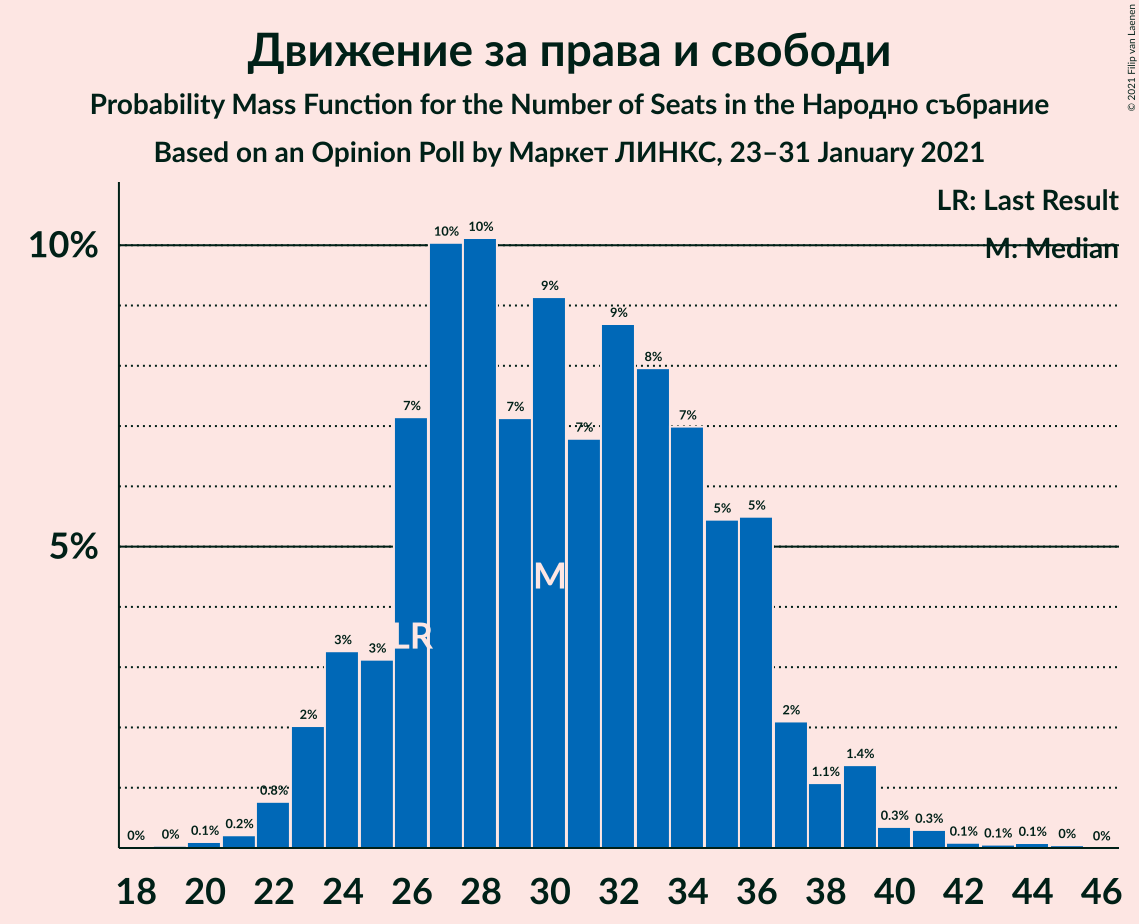 Движение за права и свободи
Probability Mass Function for the Number of Seats in the Народно събрание
Based on an Opinion Poll by Маркет ЛИНКС, 23–31 January 2021
© 2021 Filip van Laenen
LR: Last Result
M: Median
10%
5%
0% 0% 0.1% 0.2% 0.8% 2% 3% 3% 7% 10% 10% 7% 9% 7% 9% 8% 7% 5% 5% 2% 1.1% 1.4% 0.3% 0.3% 0.1% 0.1% 0.1% 0% 0%
M
LR
18 20 22 24 26 28 30 32 34 36 38 40 42 44 46